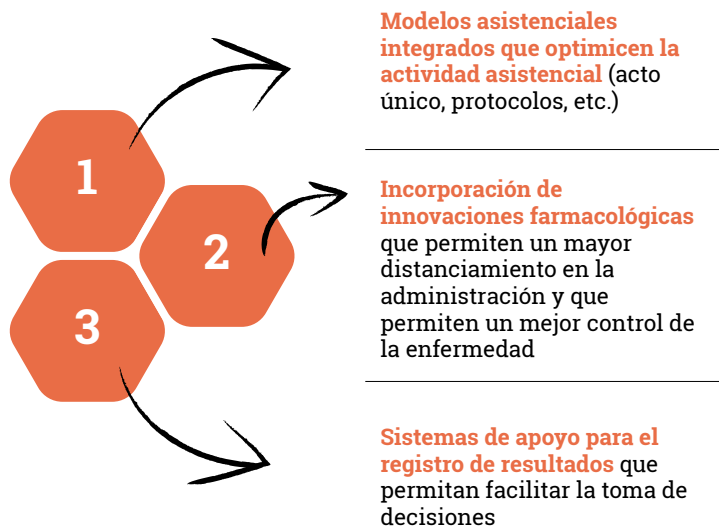 1
Modelos asistenciales
integrados que optimicen la
actividad asistencial (acto
único, protocolos, etc.)
2
Incorporación de
innovaciones farmacológicas
que permiten un mayor
distanciamiento en la
administración y que
permiten un mejor control de
la enfermedad
3
Sistemas de apoyo para el
registro de resultados que
permitan facilitar la toma de
decisiones